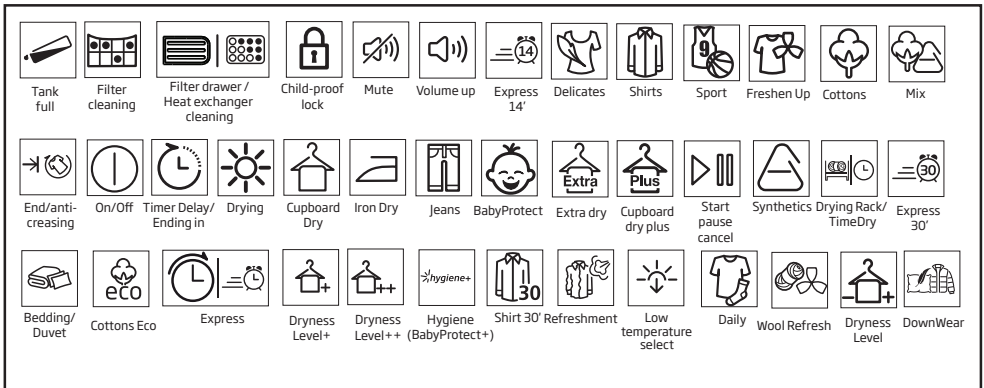 14
9
Tank full
Filter cleaning
Filter drawer / Heat exchanger cleaning
Child-proof lock
Mute
Volume up
Express 14'
Delicates
Shirts
Sport
Freshen Up
Cottons
Mix
Extra
Plus
30
End/anti-creasing
On/Off
Timer Delay/ Ending in
Drying
Cupboard Dry
Iron Dry
Jeans
BabyProtect
Extra dry
Cupboard dry plus
Start pause cancel
Synthetics
Drying Rack/ TimeDry
Express 30'
eco
+
++
hygiene+
30
- +
Bedding/ Duvet
Cottons Eco
Express
Dryness Level+
Dryness Level++
Hygiene (BabyProtect+)
Shirt 30'
Refreshment
Low temperature select
Daily
Wool Refresh
Dryness Level
DownWear